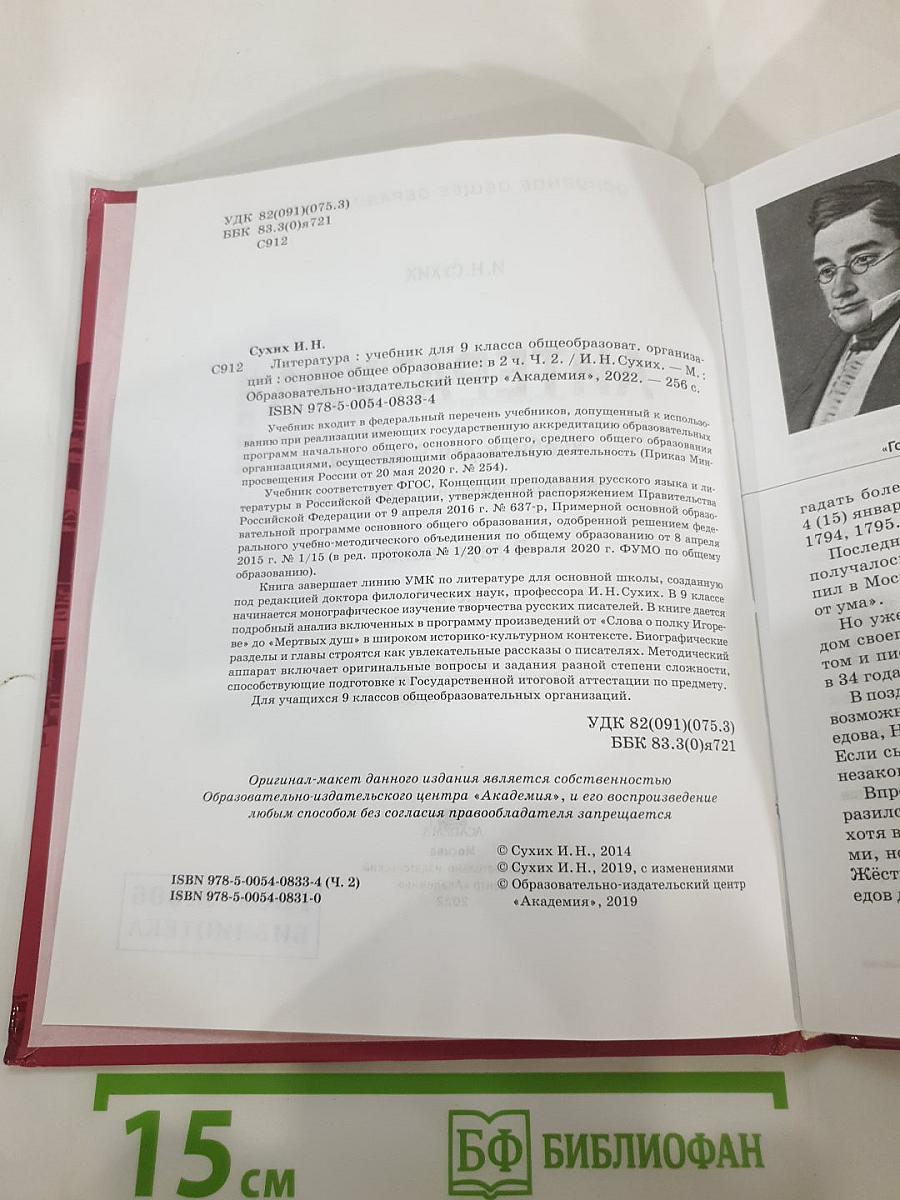 УДК 82(091)(075.3)
ББК 83.3(0)я721
С912
Сухих И. Н.
С912 Литература : учебник для 9 класса общеобразоват. организа-
ций : основное общее образование: в 2 ч. Ч. 2. / И. Н. Сухих. — М. :
Образовательно-издательский центр «Академия», 2022. — 256 с.
ISBN 978-5-0054-0833-4
Учебник входит в федеральный перечень учебников, допущенный к использо-
ванию при реализации имеющих государственную аккредитацию образовательных
программ начального общего, основного общего, среднего общего образования
организациями, осуществляющими образовательную деятельность (Приказ Мин-
просвещения России от 20 мая 2020 г. № 254).
Учебник соответствует ФГОС, Концепции преподавания русского языка и ли-
тературы в Российской Федерации, утвержденной распоряжением Правительства
Российской Федерации от 9 апреля 2016 г. № 637-р, Примерной основной образо-
вательной программе основного общего образования, одобренной решением феде-
рального учебно-методического объединения по общему образованию от 8 апреля
2015 г. № 1/15 (в ред. протокола № 1/20 от 4 февраля 2020 г. ФУМО по общему
образованию).
Книга завершает линию УМК по литературе для основной школы, созданную
под редакцией доктора филологических наук, профессора И. Н. Сухих. В 9 классе
начинается монографическое изучение творчества русских писателей. В книге дается
подробный анализ включенных в программу произведений от «Слова о полку Игоре-
ве» до «Мертвых душ» в широком историко-культурном контексте. Биографические
разделы и главы строятся как увлекательные рассказы о писателях. Методический
аппарат включает оригинальные вопросы и задания разной степени сложности,
способствующие подготовке к Государственной итоговой аттестации по предмету.
Для учащихся 9 классов общеобразовательных организаций.
УДК 82(091)(075.3)
ББК 83.3(0)я721
Оригинал-макет данного издания является собственностью
Образовательно-издательского центра «Академия», и его воспроизведение
любым способом без согласия правообладателя запрещается
© Сухих И. Н., 2014
© Сухих И. Н., 2019, с изменениями
ISBN 978-5-0054-0833-4 (Ч. 2) © Образовательно-издательский центр
ISBN 978-5-0054-0831-0 «Академия», 2019
«Го
гадать боле
4 (15) январ
1794, 1795.
Последн
получалос
пил в Мос
от ума».
Но уже
дом своег
том и пи
в 34 года
В позд
возможн
едова, Н
Если сь
незакон
Впро
разилс
хотя в
ми, но
Жёст
едов д
15 см
БФ БИБЛИОФАН